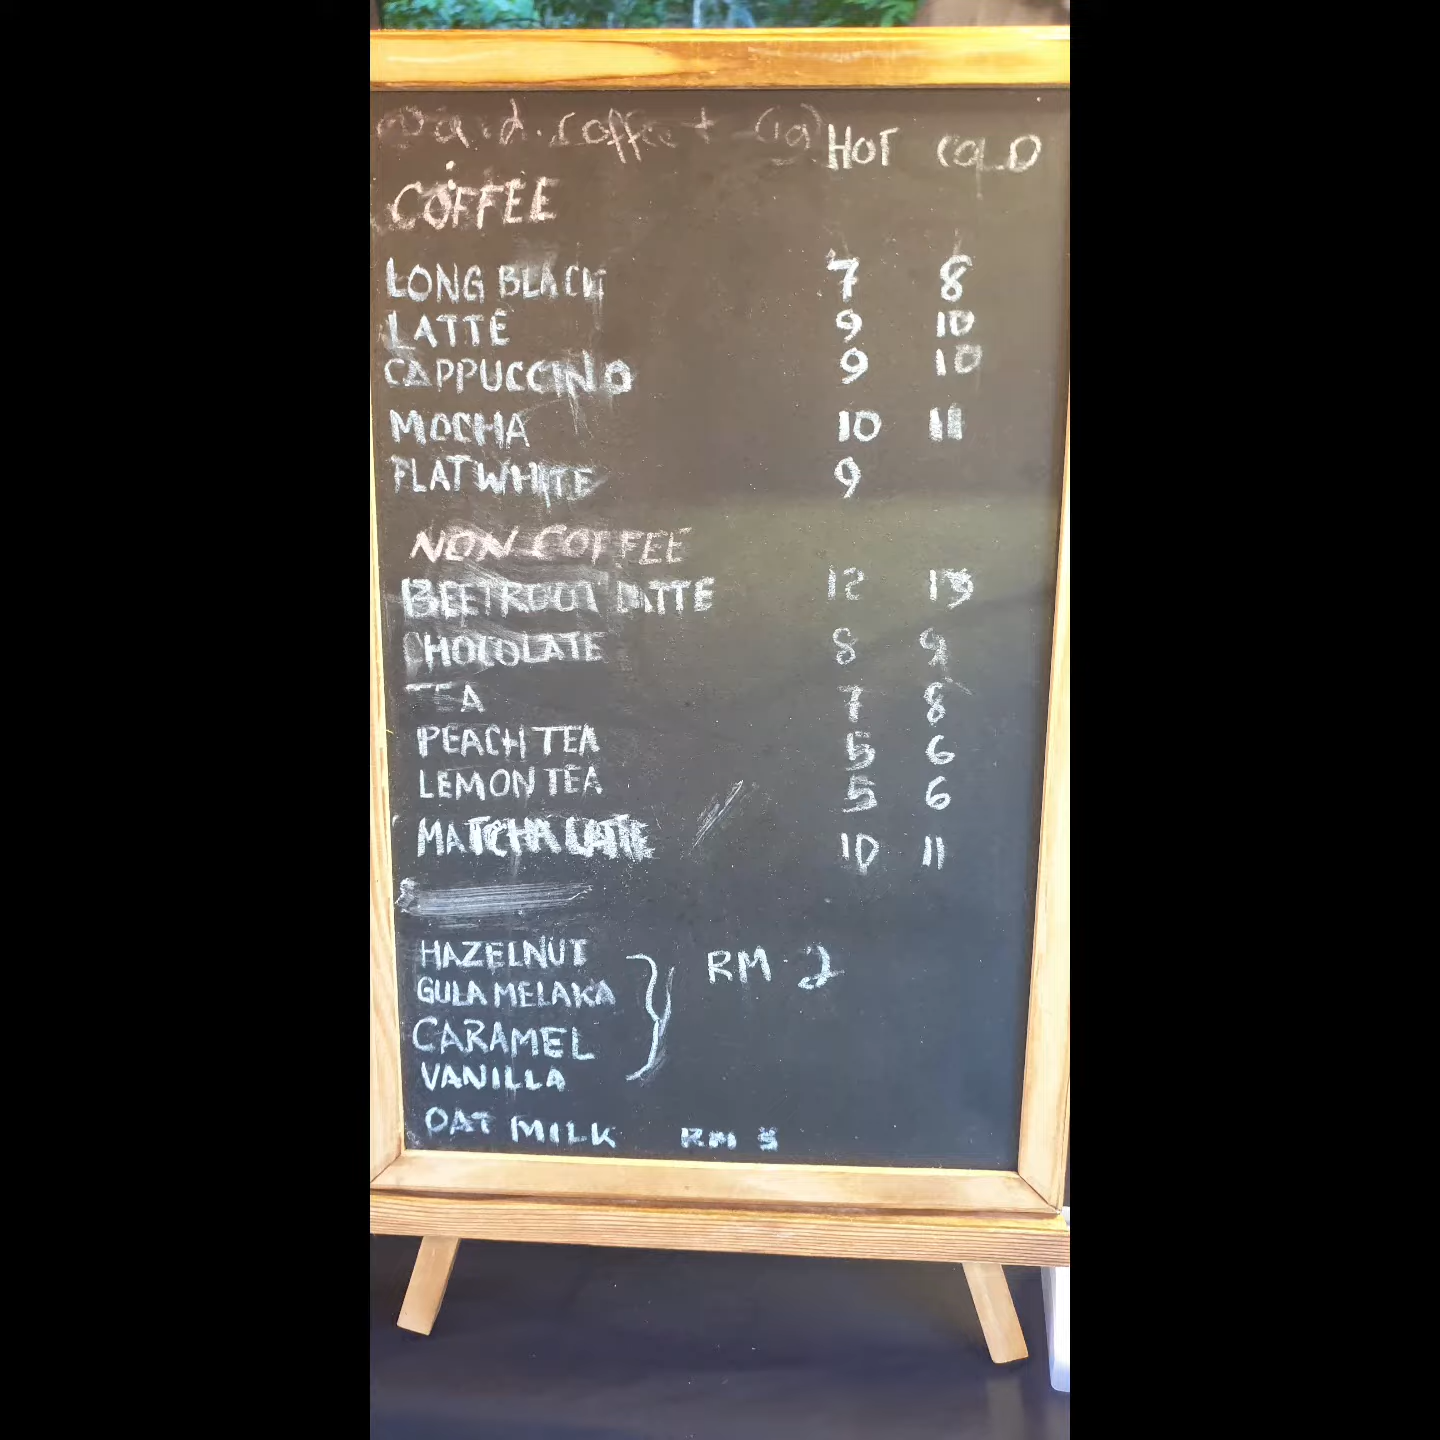 HOT COLD
COFFEE
LONG BLACK 7 8
LATTE 9 10
CAPPUCCINO 9 10
MOCHA 10 11
FLAT WHITE 9
NON COFFEE
BEETROOT LATTE 12 13
CHOCOLATE 8 9
TEA 7 8
PEACH TEA 5 6
LEMON TEA 5 6
MATCHA LATTE 10 11
HAZELNUT
GULA MELAKA
CARAMEL
VANILLA
RM 2
OAT MILK RM